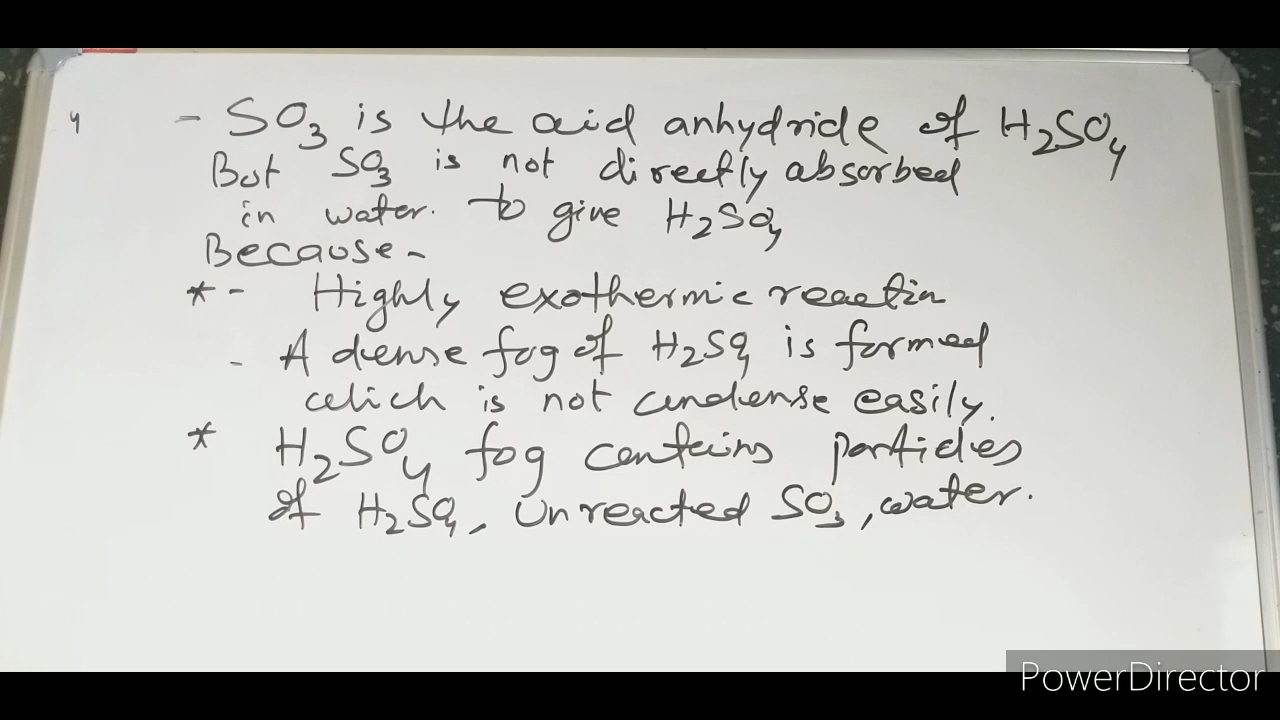 4
- SO₃ is the acid anhydride of H₂SO₄
But SO₃ is not directly absorbed
in water. to give H₂SO₄
Because -
* - Highly exothermic reaction
- A dense fog of H₂SO₄ is formed
which is not condense easily.
* H₂SO₄ fog contains particles
of H₂SO₄, Unreacted SO₃, water.
PowerDirector